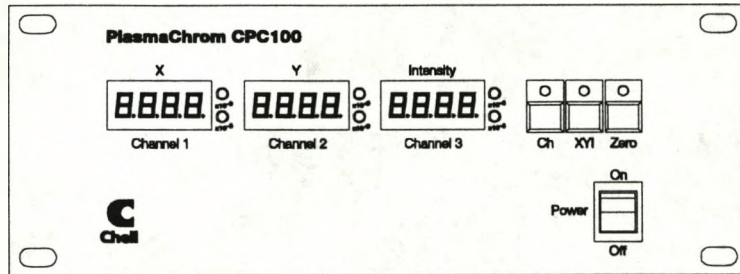 PlasmaChrom CPC100
X Y Intensity
8.8.8.8. 8.8.8.8. 8.8.8.8.
Channel 1 Channel 2 Channel 3
Ch XYI Zero
On
Power
Off
C
Chell